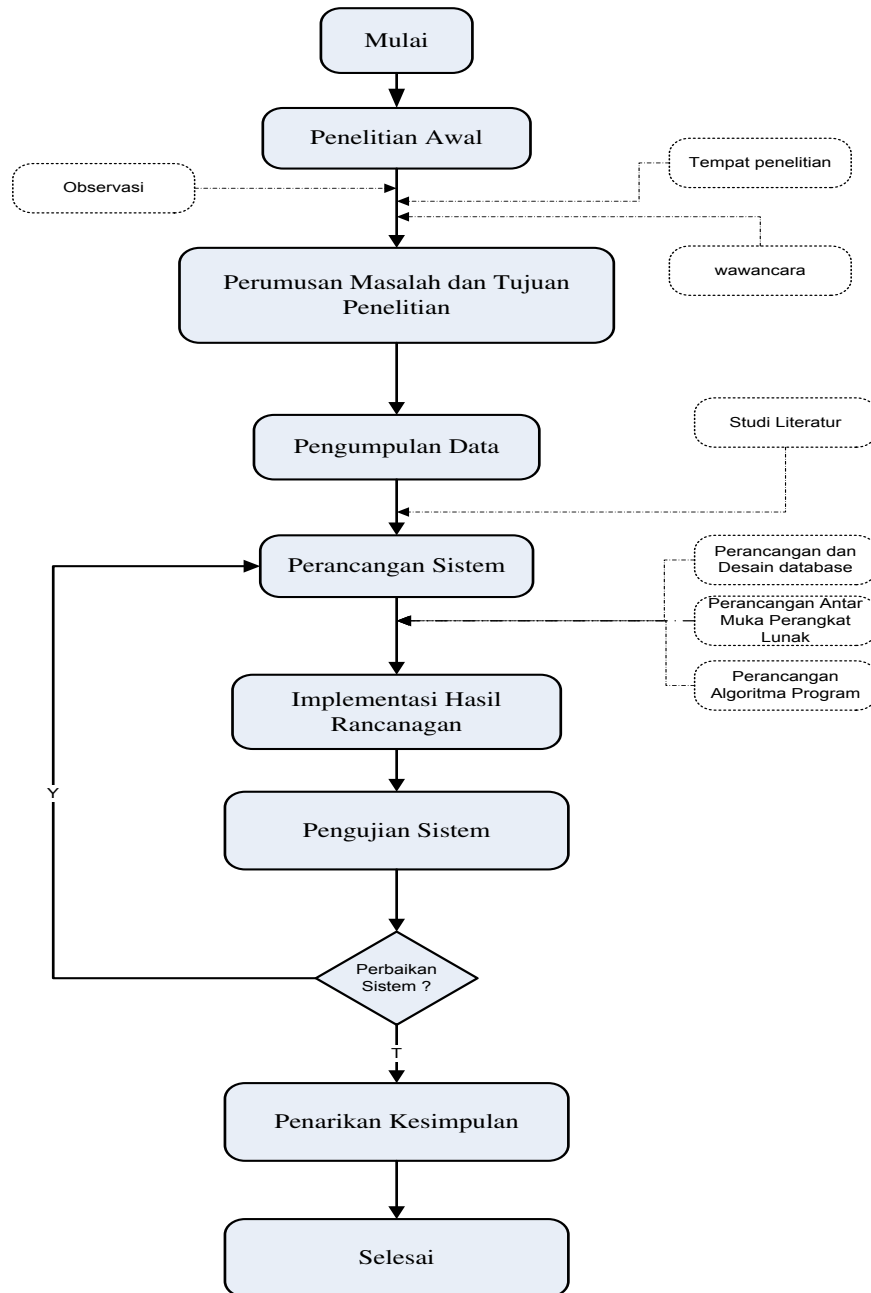 Mulai
Penelitian Awal
Tempat penelitian
Observasi
wawancara
Perumusan Masalah dan Tujuan
Penelitian
Studi Literatur
Pengumpulan Data
Perancangan dan
Desain database
Perancangan Sistem
Perancangan Antar
Muka Perangkat
Lunak
Perancangan
Algoritma Program
Implementasi Hasil
Rancanagan
Y
Pengujian Sistem
Perbaikan
Sistem ?
T
Penarikan Kesimpulan
Selesai